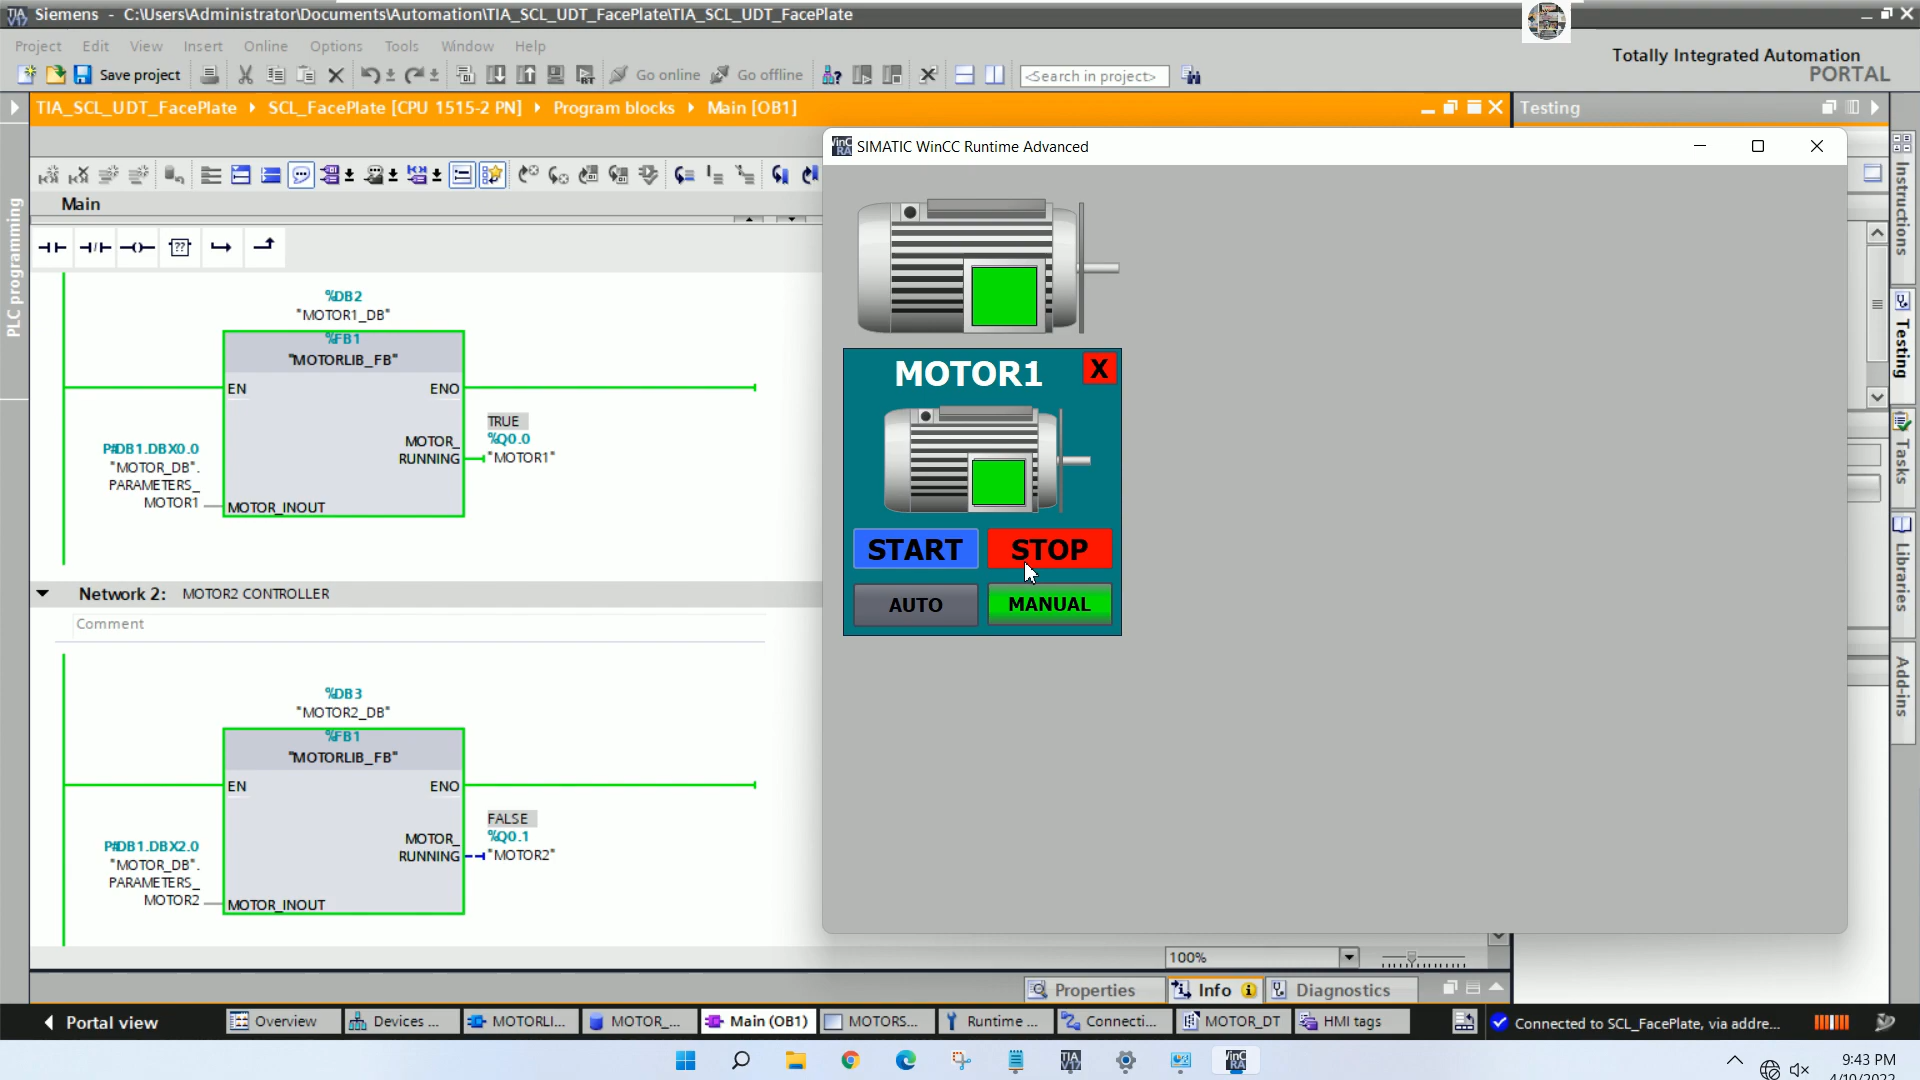 Siemens - C:\Users\Administrator\Documents\Automation\TIA_SCL_UDT_FacePlate\TIA_SCL_UDT_FacePlate
Project Edit View Insert Online Options Tools Window Help
Totally Integrated Automation
PORTAL
Save project
Go online
Go offline
<Search in project>
TIA_SCL_UDT_FacePlate SCL_FacePlate [CPU 1515-2 PN] Program blocks Main [OB1]
Testing
SIMATIC WinCC Runtime Advanced
Main
PLC programming
??
%DB2
"MOTOR1_DB"
%FB1
"MOTORLIB_FB"
EN
ENO
TRUE
%Q0.0
"MOTOR1"
MOTOR_
RUNNING
P#DB1.DBX0.0
"MOTOR_DB".
PARAMETERS_
MOTOR1
MOTOR_INOUT
Network 2: MOTOR2 CONTROLLER
Comment
%DB3
"MOTOR2_DB"
%FB1
"MOTORLIB_FB"
EN
ENO
FALSE
%Q0.1
"MOTOR2"
MOTOR_
RUNNING
P#DB1.DBX2.0
"MOTOR_DB".
PARAMETERS_
MOTOR2
MOTOR_INOUT
MOTOR1
X
START
STOP
AUTO
MANUAL
Instructions
Testing
Tasks
Libraries
Add-ins
100%
Properties
Info
Diagnostics
Portal view
Overview
Devices ...
MOTORLI...
MOTOR_...
Main (OB1)
MOTORS...
Runtime ...
Connecti...
MOTOR_DT
HMI tags
Connected to SCL_FacePlate, via addre...
9:43 PM
4/10/2022